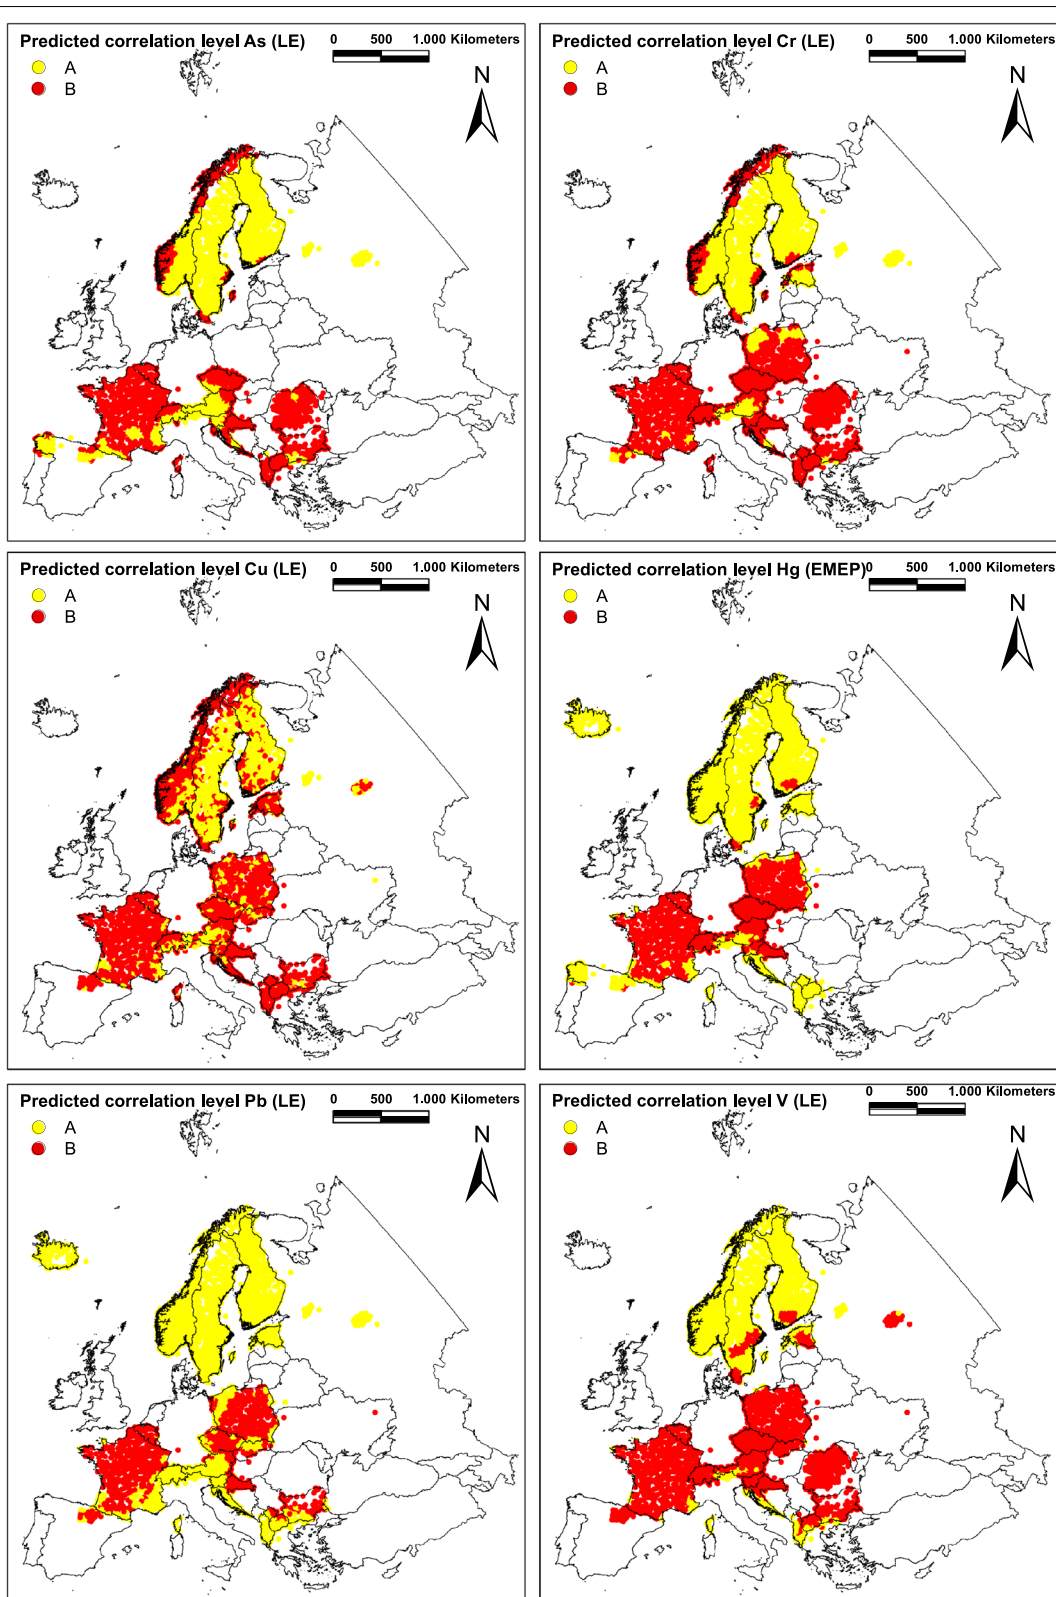 Predicted correlation level As (LE)
0 500 1.000 Kilometers
A
B
N
Predicted correlation level Cr (LE)
0 500 1.000 Kilometers
A
B
N
Predicted correlation level Cu (LE)
0 500 1.000 Kilometers
A
B
N
Predicted correlation level Hg (EMEP)
0 500 1.000 Kilometers
A
B
N
Predicted correlation level Pb (LE)
0 500 1.000 Kilometers
A
B
N
Predicted correlation level V (LE)
0 500 1.000 Kilometers
A
B
N